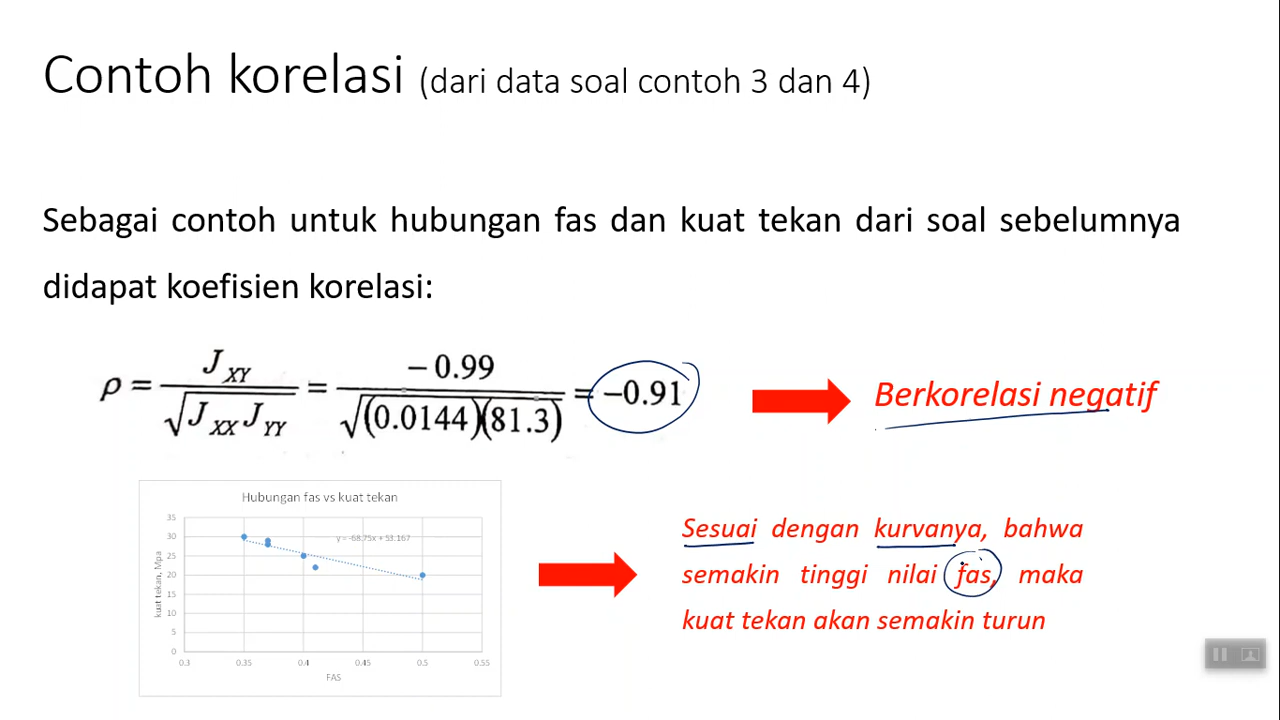 Contoh korelasi (dari data soal contoh 3 dan 4)
Sebagai contoh untuk hubungan fas dan kuat tekan dari soal sebelumnya
didapat koefisien korelasi:
ρ = J_XY / √(J_XX J_YY) = −0.99 / √((0.0144)(81.3)) = −0.91
Berkorelasi negatif
Hubungan fas vs kuat tekan
y = -68.75x + 53.167
kuat tekan, Mpa
35
30
25
20
15
10
5
0
0.3 0.35 0.4 0.45 0.5 0.55
FAS
Sesuai dengan kurvanya, bahwa
semakin tinggi nilai fas, maka
kuat tekan akan semakin turun